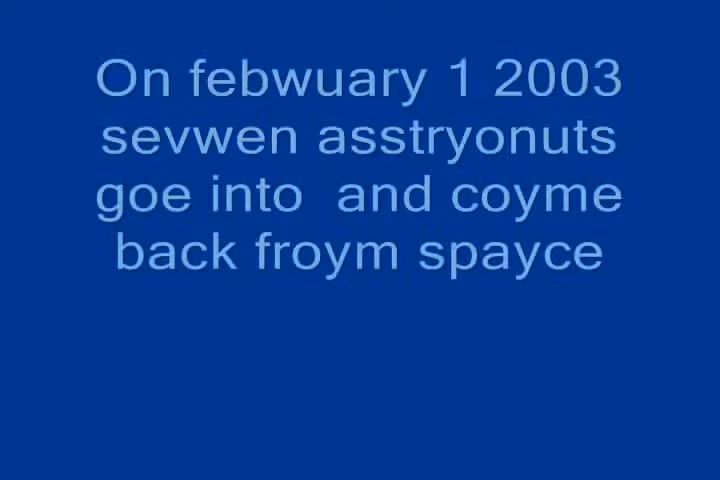 On febwuary 1 2003
sevwen asstryonuts
goe into  and coyme
back froym spayce